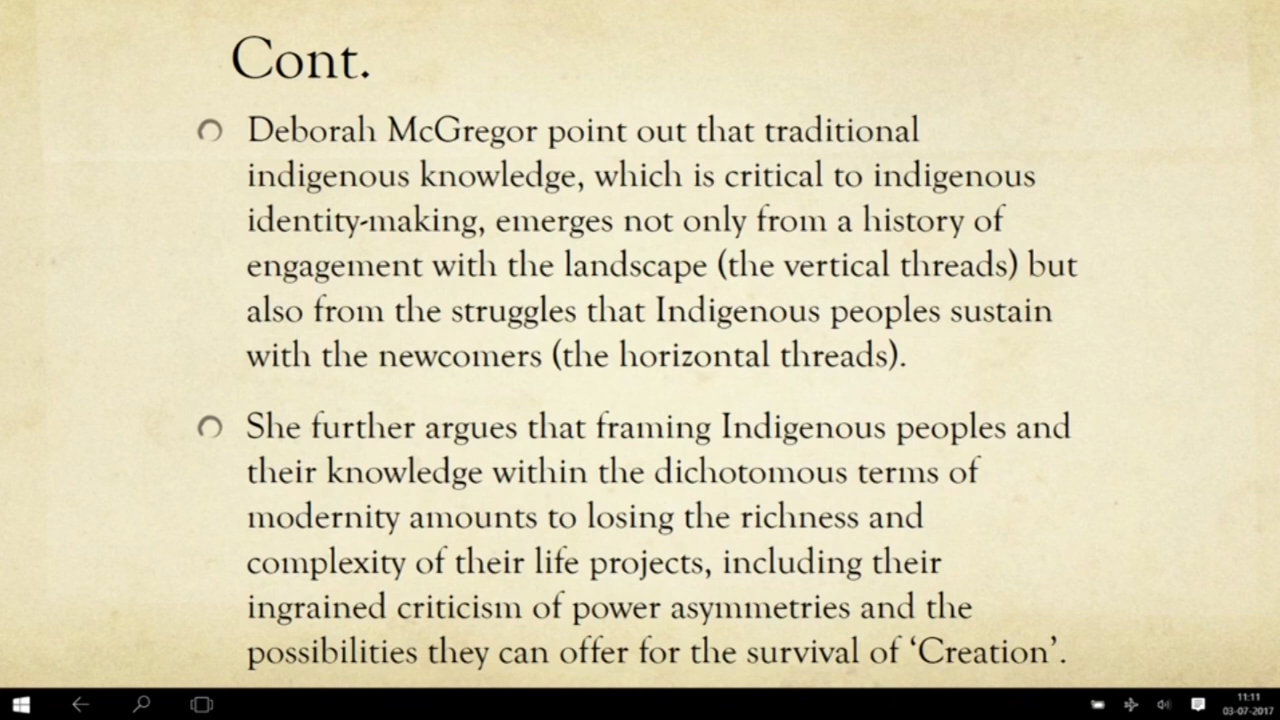 Cont.
Deborah McGregor point out that traditional
indigenous knowledge, which is critical to indigenous
identity-making, emerges not only from a history of
engagement with the landscape (the vertical threads) but
also from the struggles that Indigenous peoples sustain
with the newcomers (the horizontal threads).
She further argues that framing Indigenous peoples and
their knowledge within the dichotomous terms of
modernity amounts to losing the richness and
complexity of their life projects, including their
ingrained criticism of power asymmetries and the
possibilities they can offer for the survival of ‘Creation’.
11:11
03-07-2017